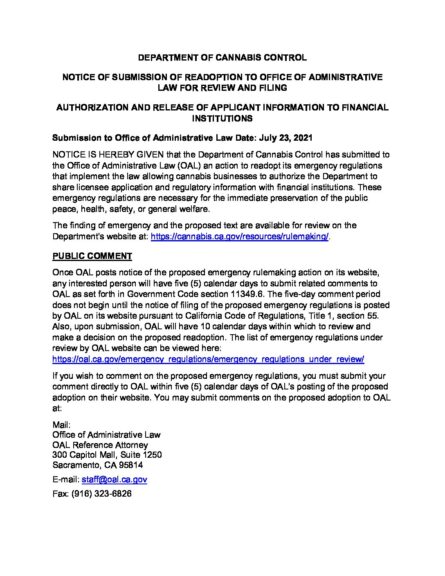 DEPARTMENT OF CANNABIS CONTROL
NOTICE OF SUBMISSION OF READOPTION TO OFFICE OF ADMINISTRATIVE
LAW FOR REVIEW AND FILING
AUTHORIZATION AND RELEASE OF APPLICANT INFORMATION TO FINANCIAL
INSTITUTIONS
Submission to Office of Administrative Law Date: July 23, 2021
NOTICE IS HEREBY GIVEN that the Department of Cannabis Control has submitted to
the Office of Administrative Law (OAL) an action to readopt its emergency regulations
that implement the law allowing cannabis businesses to authorize the Department to
share licensee application and regulatory information with financial institutions. These
emergency regulations are necessary for the immediate preservation of the public
peace, health, safety, or general welfare.
The finding of emergency and the proposed text are available for review on the
Department's website at: https://cannabis.ca.gov/resources/rulemaking/.
PUBLIC COMMENT
Once OAL posts notice of the proposed emergency rulemaking action on its website,
any interested person will have five (5) calendar days to submit related comments to
OAL as set forth in Government Code section 11349.6. The five-day comment period
does not begin until the notice of filing of the proposed emergency regulations is posted
by OAL on its website pursuant to California Code of Regulations, Title 1, section 55.
Also, upon submission, OAL will have 10 calendar days within which to review and
make a decision on the proposed readoption. The list of emergency regulations under
review by OAL website can be viewed here:
https://oal.ca.gov/emergency_regulations/emergency_regulations_under_review/
If you wish to comment on the proposed emergency regulations, you must submit your
comment directly to OAL within five (5) calendar days of OAL's posting of the proposed
adoption on their website. You may submit comments on the proposed adoption to OAL
at:
Mail:
Office of Administrative Law
OAL Reference Attorney
300 Capitol Mall, Suite 1250
Sacramento, CA 95814
E-mail: staff@oal.ca.gov
Fax: (916) 323-6826